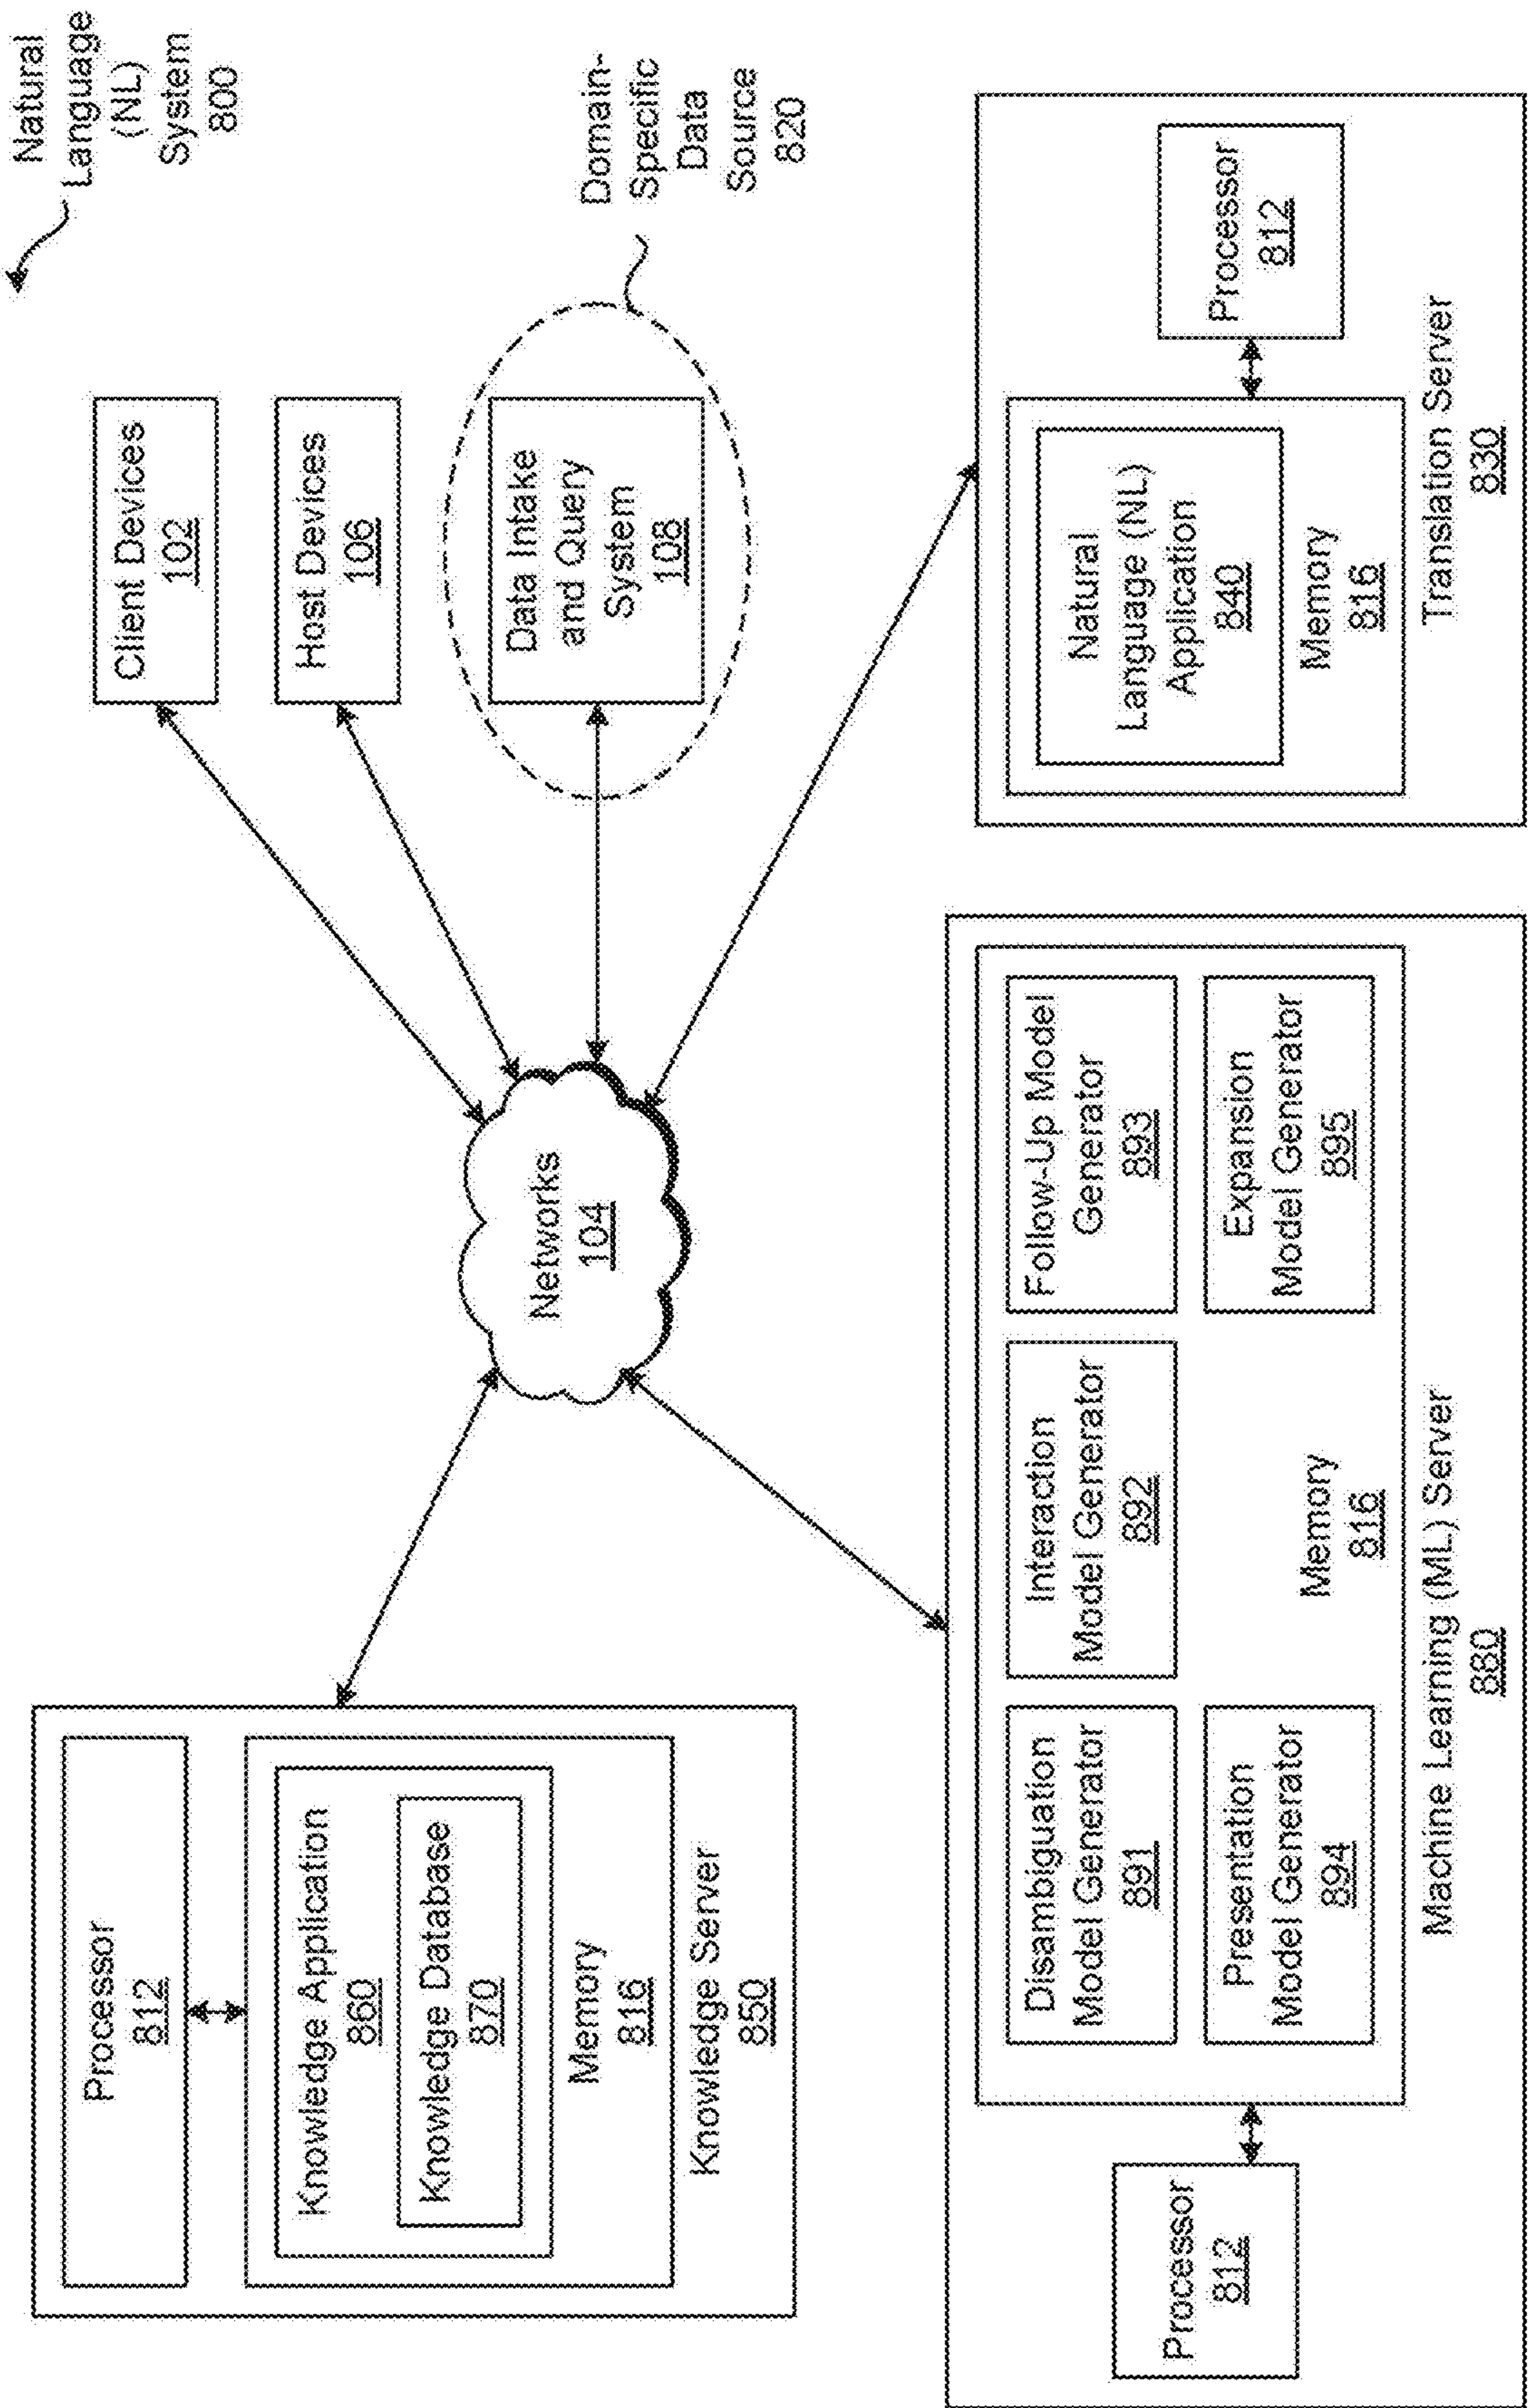 Natural
Language
(NL)
System
800
Processor
812
Knowledge Application
860
Knowledge Database
870
Memory
816
Knowledge Server
850
Networks
104
Client Devices
102
Host Devices
106
Data Intake
and Query
System
108
Domain-
Specific
Data
Source
820
Processor
812
Disambiguation
Model Generator
891
Interaction
Model Generator
892
Follow-Up Model
Generator
893
Presentation
Model Generator
894
Expansion
Model Generator
895
Memory
816
Machine Learning (ML) Server
880
Natural
Language (NL)
Application
840
Memory
816
Processor
812
Translation Server
830